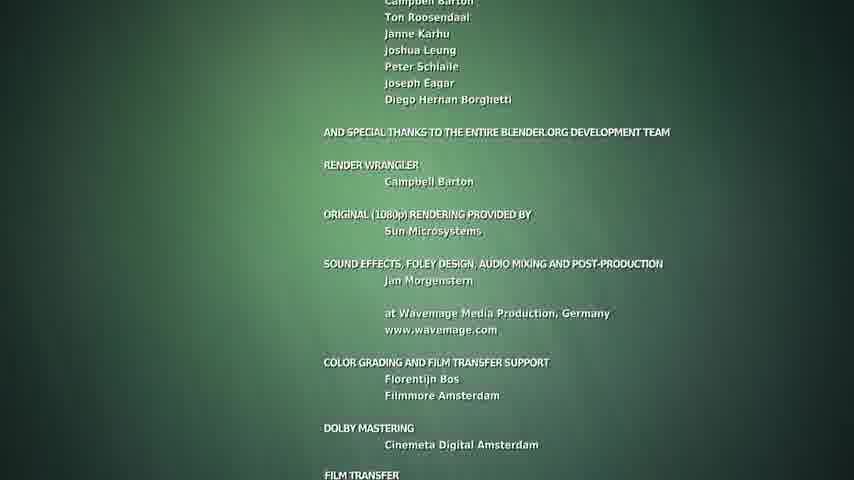 Campbell Barton
Ton Roosendaal
Janne Karhu
Joshua Leung
Peter Schlaile
Joseph Eagar
Diego Hernan Borghetti
AND SPECIAL THANKS TO THE ENTIRE BLENDER.ORG DEVELOPMENT TEAM
RENDER WRANGLER
Campbell Barton
ORIGINAL (1080p) RENDERING PROVIDED BY
Sun Microsystems
SOUND EFFECTS, FOLEY DESIGN, AUDIO MIXING AND POST-PRODUCTION
Jan Morgenstern
at Wavemage Media Production, Germany
www.wavemage.com
COLOR GRADING AND FILM TRANSFER SUPPORT
Florentijn Bos
Filmmore Amsterdam
DOLBY MASTERING
Cinemeta Digital Amsterdam
FILM TRANSFER